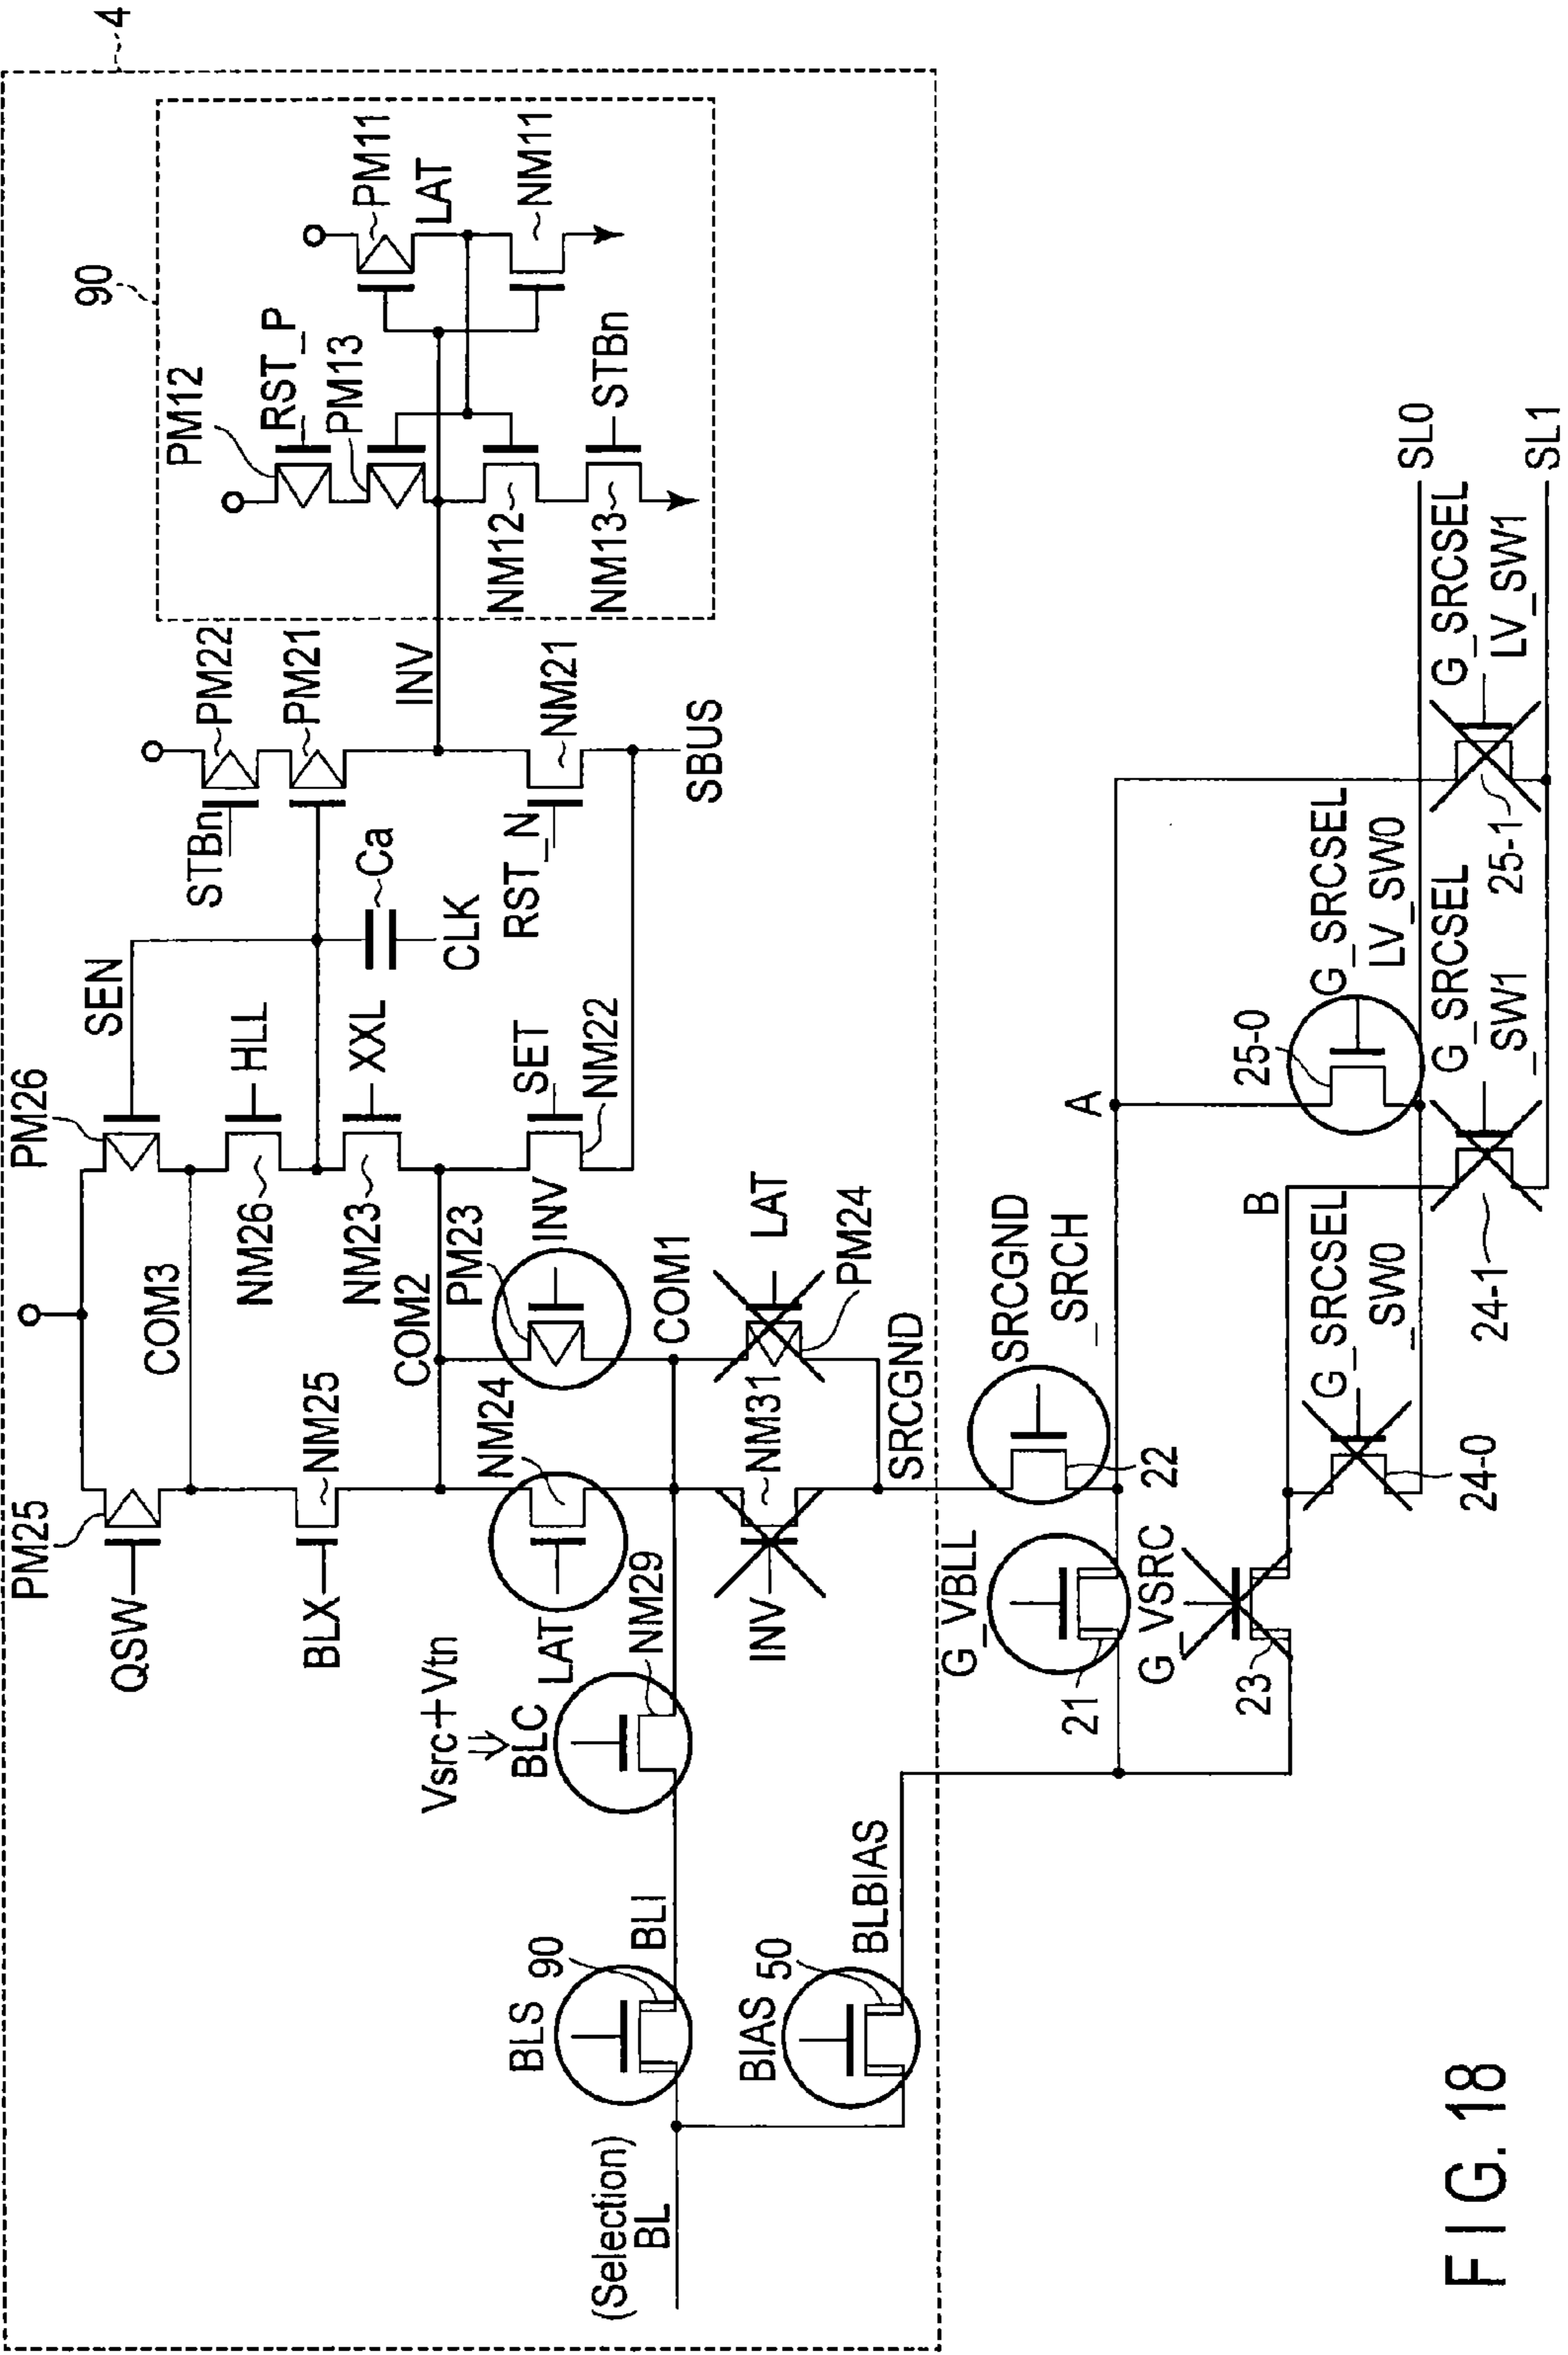 4
90
PM12
RST_P
PM13
PM11
LAT
NM11
NM12
STBn
NM13
PM22
PM21
STBn
INV
NM21
RST_N
SBUS
SEN
Ca
CLK
PM26
HLL
NM26
XXL
NM23
SET
NM22
COM3
PM25
QSW
NM25
BLX
COM2
PM23
INV
NM24
LAT
COM1
LAT
PM24
NM31
INV
SRCGND
Vsrc+Vtn
BLC
NM29
BLI
BLS
90
BIAS
50
BLBIAS
(Selection)
BL
SRCGND
_SRCH
22
G_VBLL
21
G_VSRC
23
A
B
25-0
G_SRCSEL
LV_SW0
G_SRCSEL
_SW1
24-1
G_SRCSEL
_SW0
24-0
G_SRCSEL
LV_SW1
25-1
SL0
SL1
FIG. 18